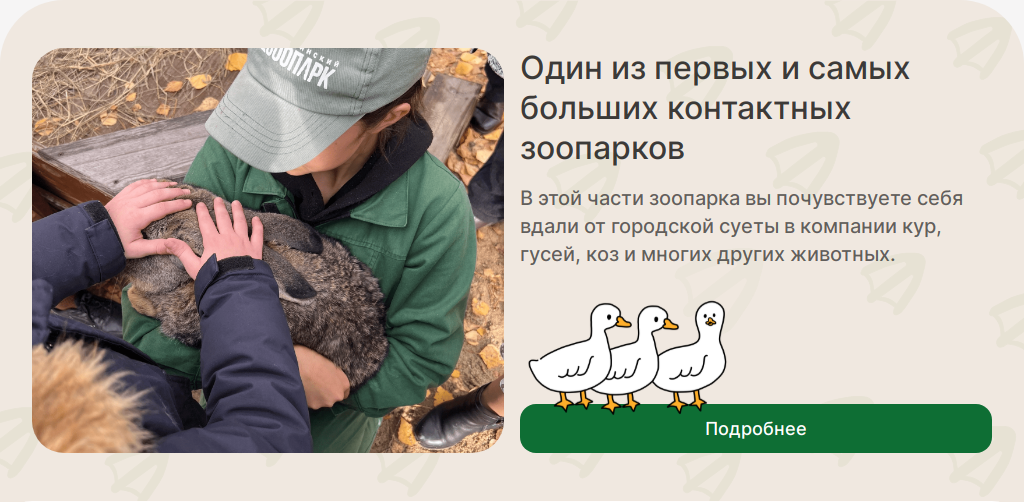 ЗООПАРК
Один из первых и самых
больших контактных
зоопарков
В этой части зоопарка вы почувствуете себя
вдали от городской суеты в компании кур,
гусей, коз и многих других животных.
Подробнее